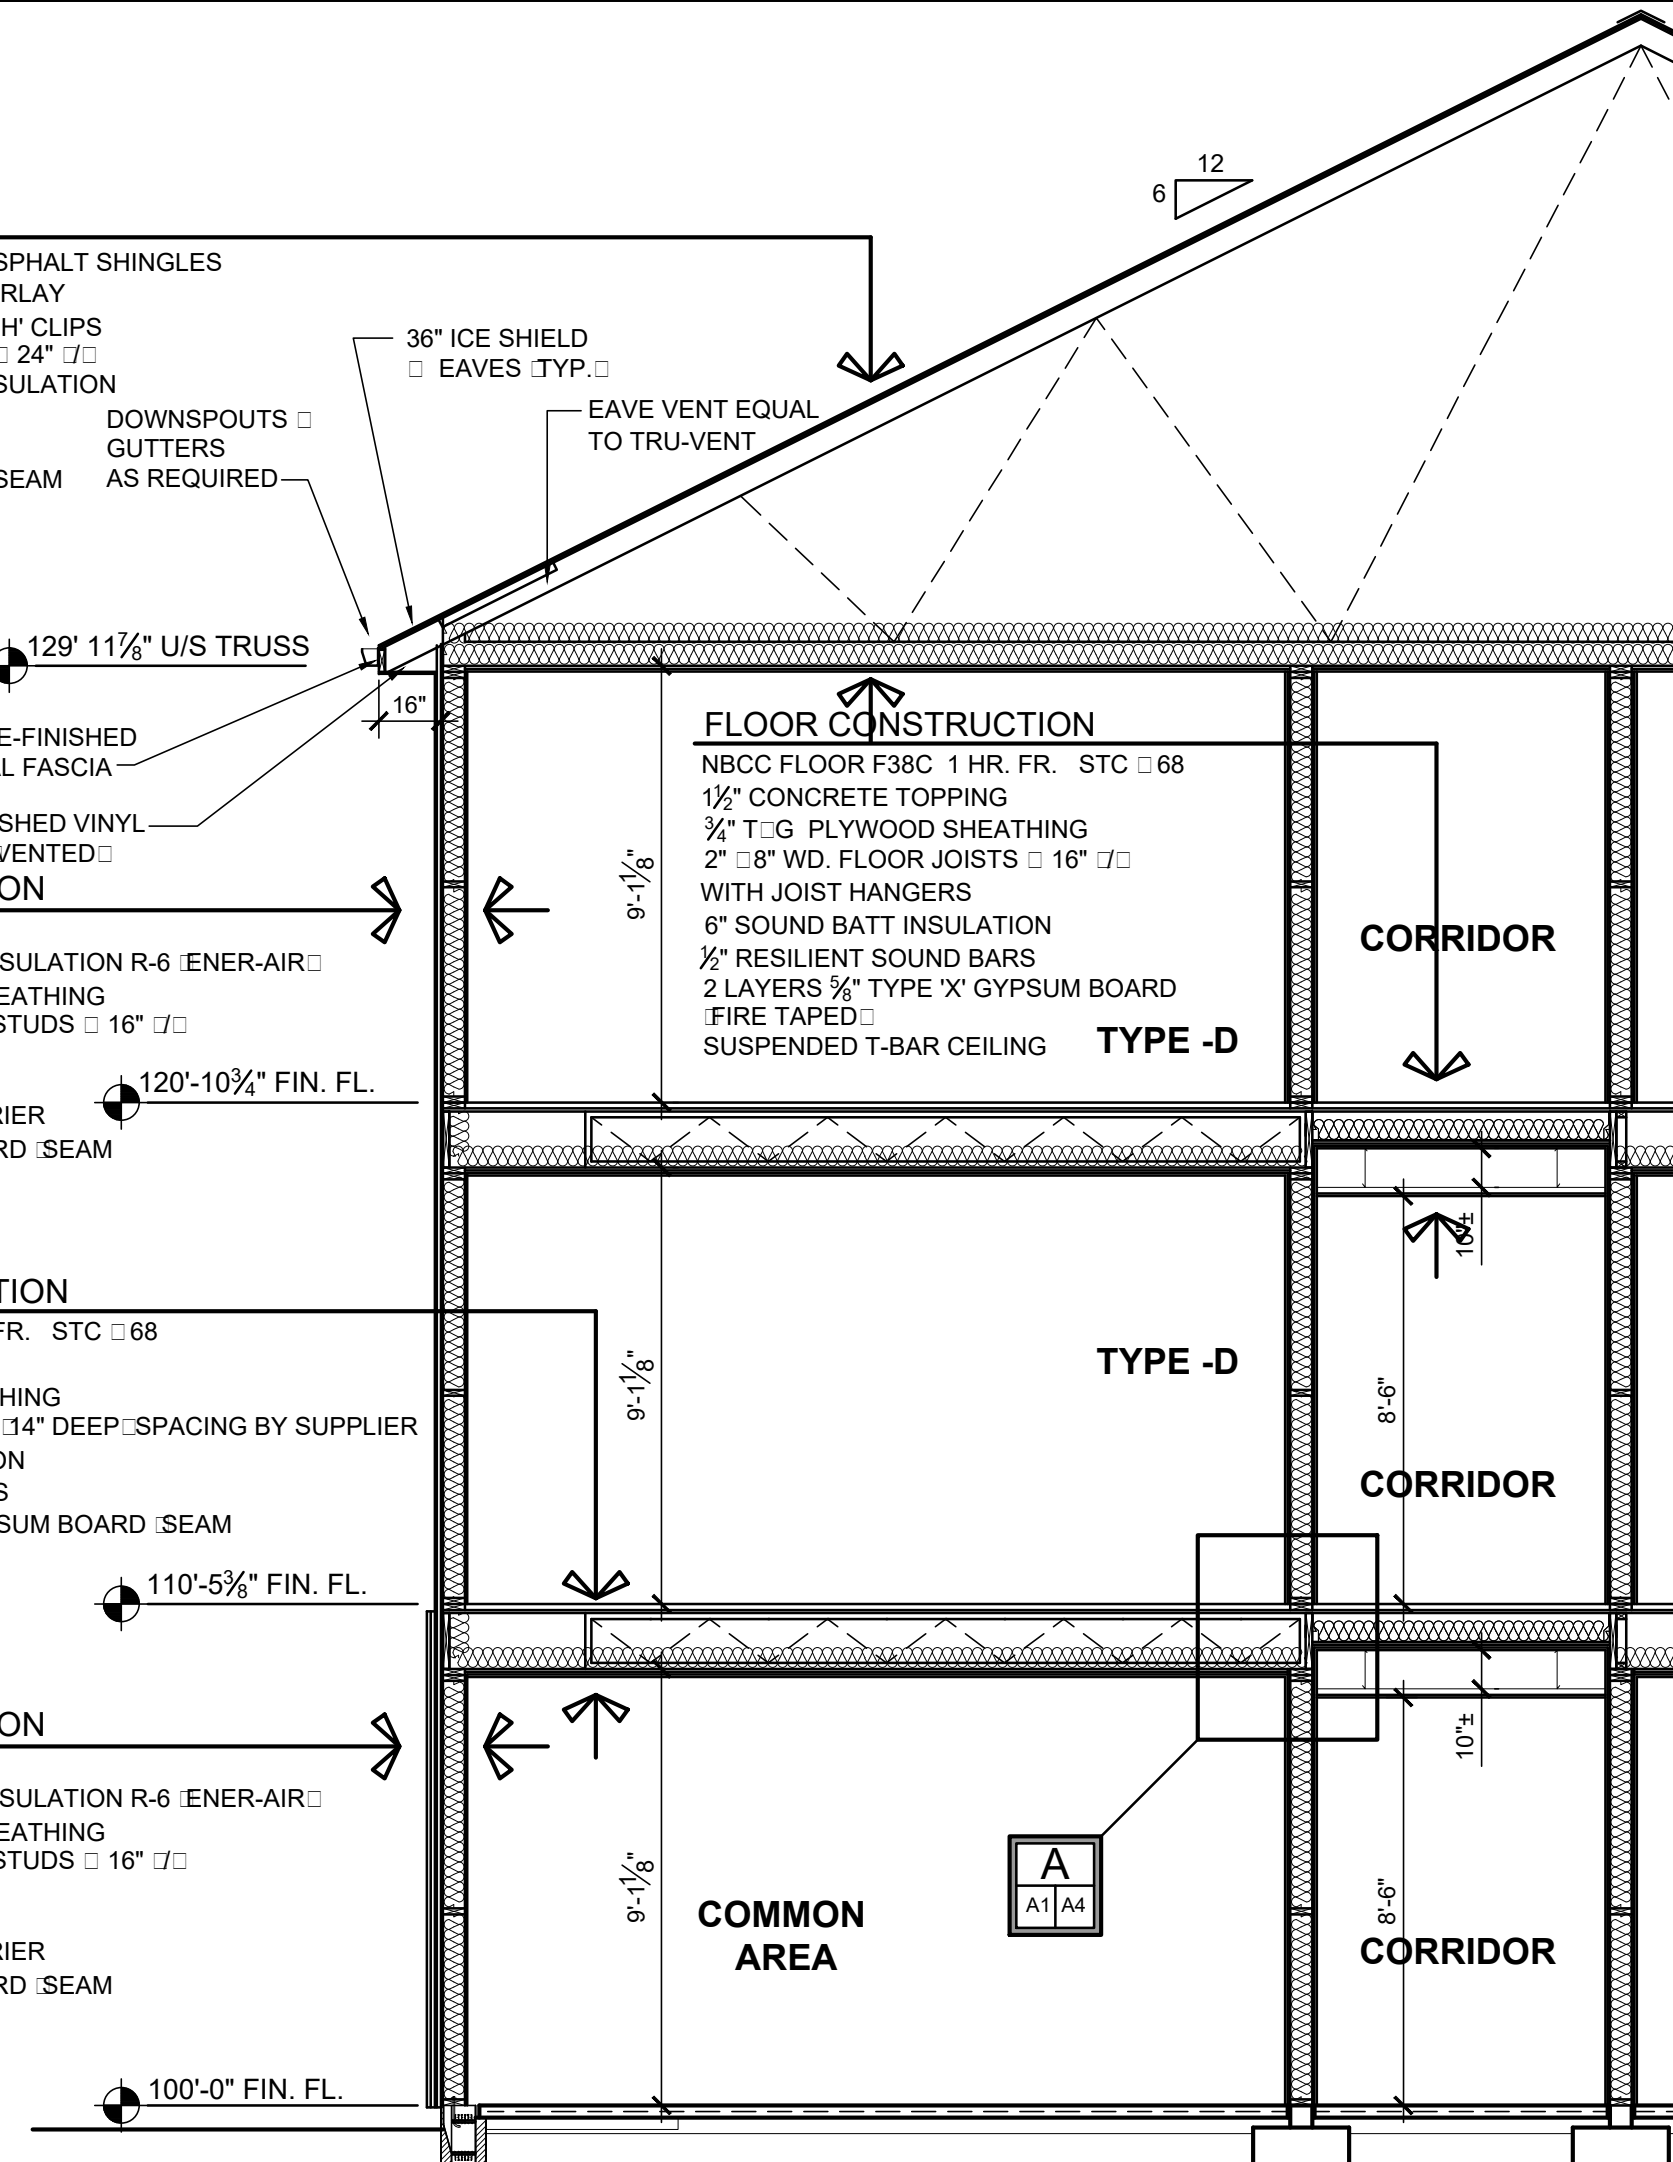 12
6
SPHALT SHINGLES
RLAY
H' CLIPS
□ 24" □/□
SULATION
SEAM
DOWNSPOUTS □
GUTTERS
AS REQUIRED
36" ICE SHIELD
□ EAVES □TYP.□
EAVE VENT EQUAL
TO TRU-VENT
129' 11⅞" U/S TRUSS
16"
E-FINISHED
AL FASCIA
SHED VINYL
VENTED□
ON
SULATION R-6 □ENER-AIR□
EATHING
STUDS □ 16" □/□
120'-10¾" FIN. FL.
RIER
RD □SEAM
FLOOR CONSTRUCTION
NBCC FLOOR F38C 1 HR. FR. STC □ 68
1½" CONCRETE TOPPING
¾" T□G PLYWOOD SHEATHING
2" □8" WD. FLOOR JOISTS □ 16" □/□
WITH JOIST HANGERS
6" SOUND BATT INSULATION
½" RESILIENT SOUND BARS
2 LAYERS ⅝" TYPE 'X' GYPSUM BOARD
□FIRE TAPED□
SUSPENDED T-BAR CEILING
9'-1⅛"
TYPE -D
CORRIDOR
10"±
TION
FR. STC □ 68
HING
□14" DEEP□SPACING BY SUPPLIER
ON
S
SUM BOARD □SEAM
110'-5⅜" FIN. FL.
9'-1⅛"
TYPE -D
8'-6"
CORRIDOR
10"±
ON
SULATION R-6 □ENER-AIR□
EATHING
STUDS □ 16" □/□
RIER
RD □SEAM
100'-0" FIN. FL.
9'-1⅛"
COMMON
AREA
A
A1 A4
8'-6"
CORRIDOR